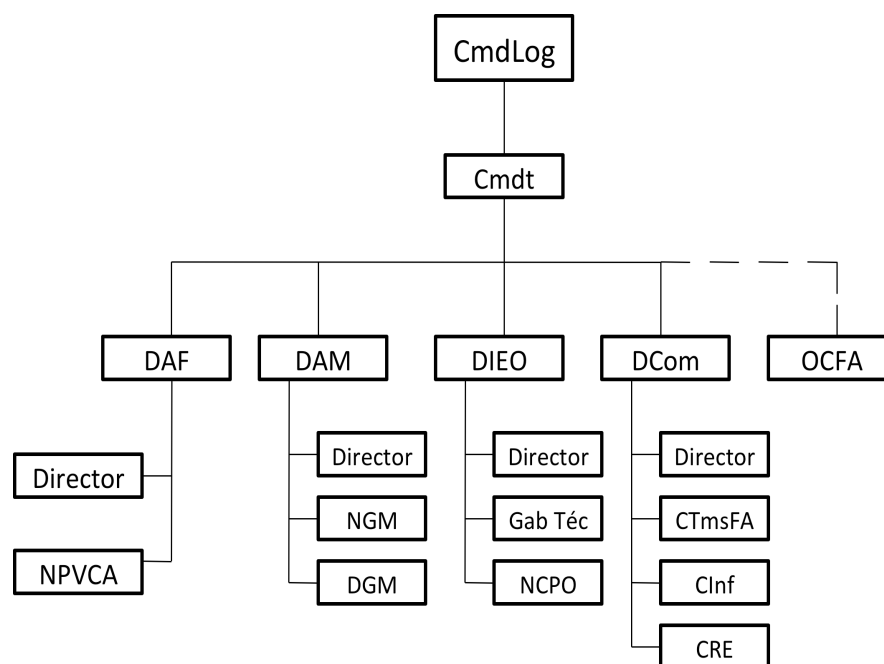 CmdLog
Cmdt
DAF
DAM
DIEO
DCom
OCFA
Director
NPVCA
Director
NGM
DGM
Director
Gab Téc
NCPO
Director
CTmsFA
CInf
CRE